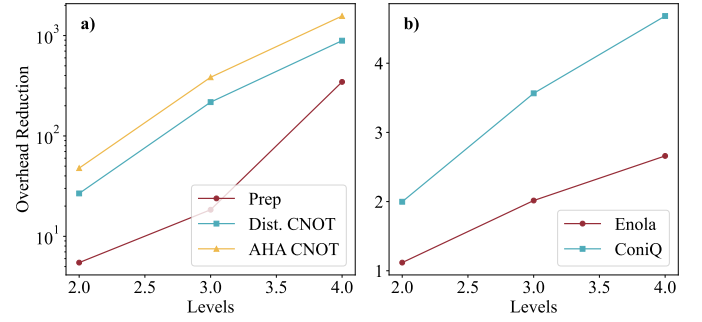 a)
Overhead Reduction
10^3
10^2
10^1
Prep
Dist. CNOT
AHA CNOT
2.0 2.5 3.0 3.5 4.0
Levels
b)
4
3
2
1
Enola
ConiQ
2.0 2.5 3.0 3.5 4.0
Levels